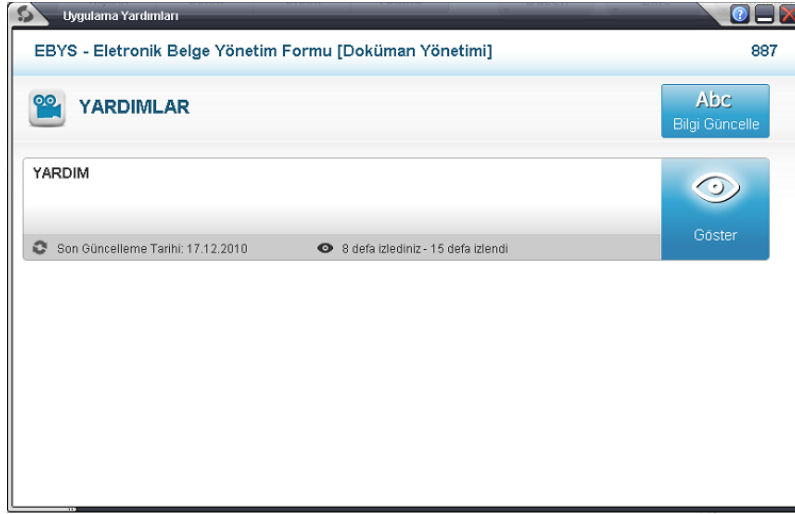 Uygulama Yardımları
EBYS - Eletronik Belge Yönetim Formu [Doküman Yönetimi]
887
YARDIMLAR
Abc
Bilgi Güncelle
YARDIM
Göster
Son Güncelleme Tarihi: 17.12.2010
8 defa izlediniz - 15 defa izlendi